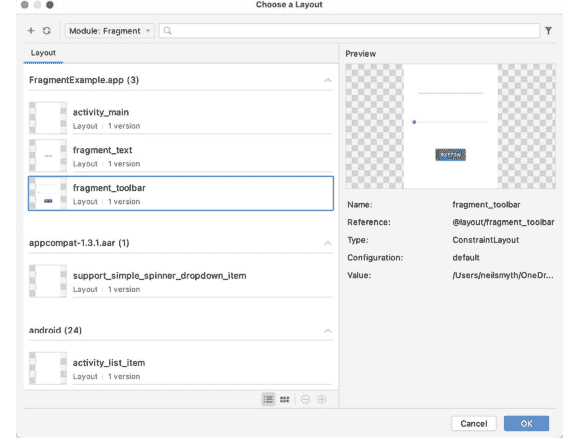 Choose a Layout
Module: Fragment
Layout
FragmentExample.app (3)
activity_main
Layout | 1 version
fragment_text
Layout | 1 version
fragment_toolbar
Layout | 1 version
appcompat-1.3.1.aar (1)
support_simple_spinner_dropdown_item
Layout | 1 version
android (24)
activity_list_item
Layout | 1 version
Preview
BUTTON
Name: fragment_toolbar
Reference: @layout/fragment_toolbar
Type: ConstraintLayout
Configuration: default
Value: /Users/neilsmyth/OneDr...
Cancel
OK